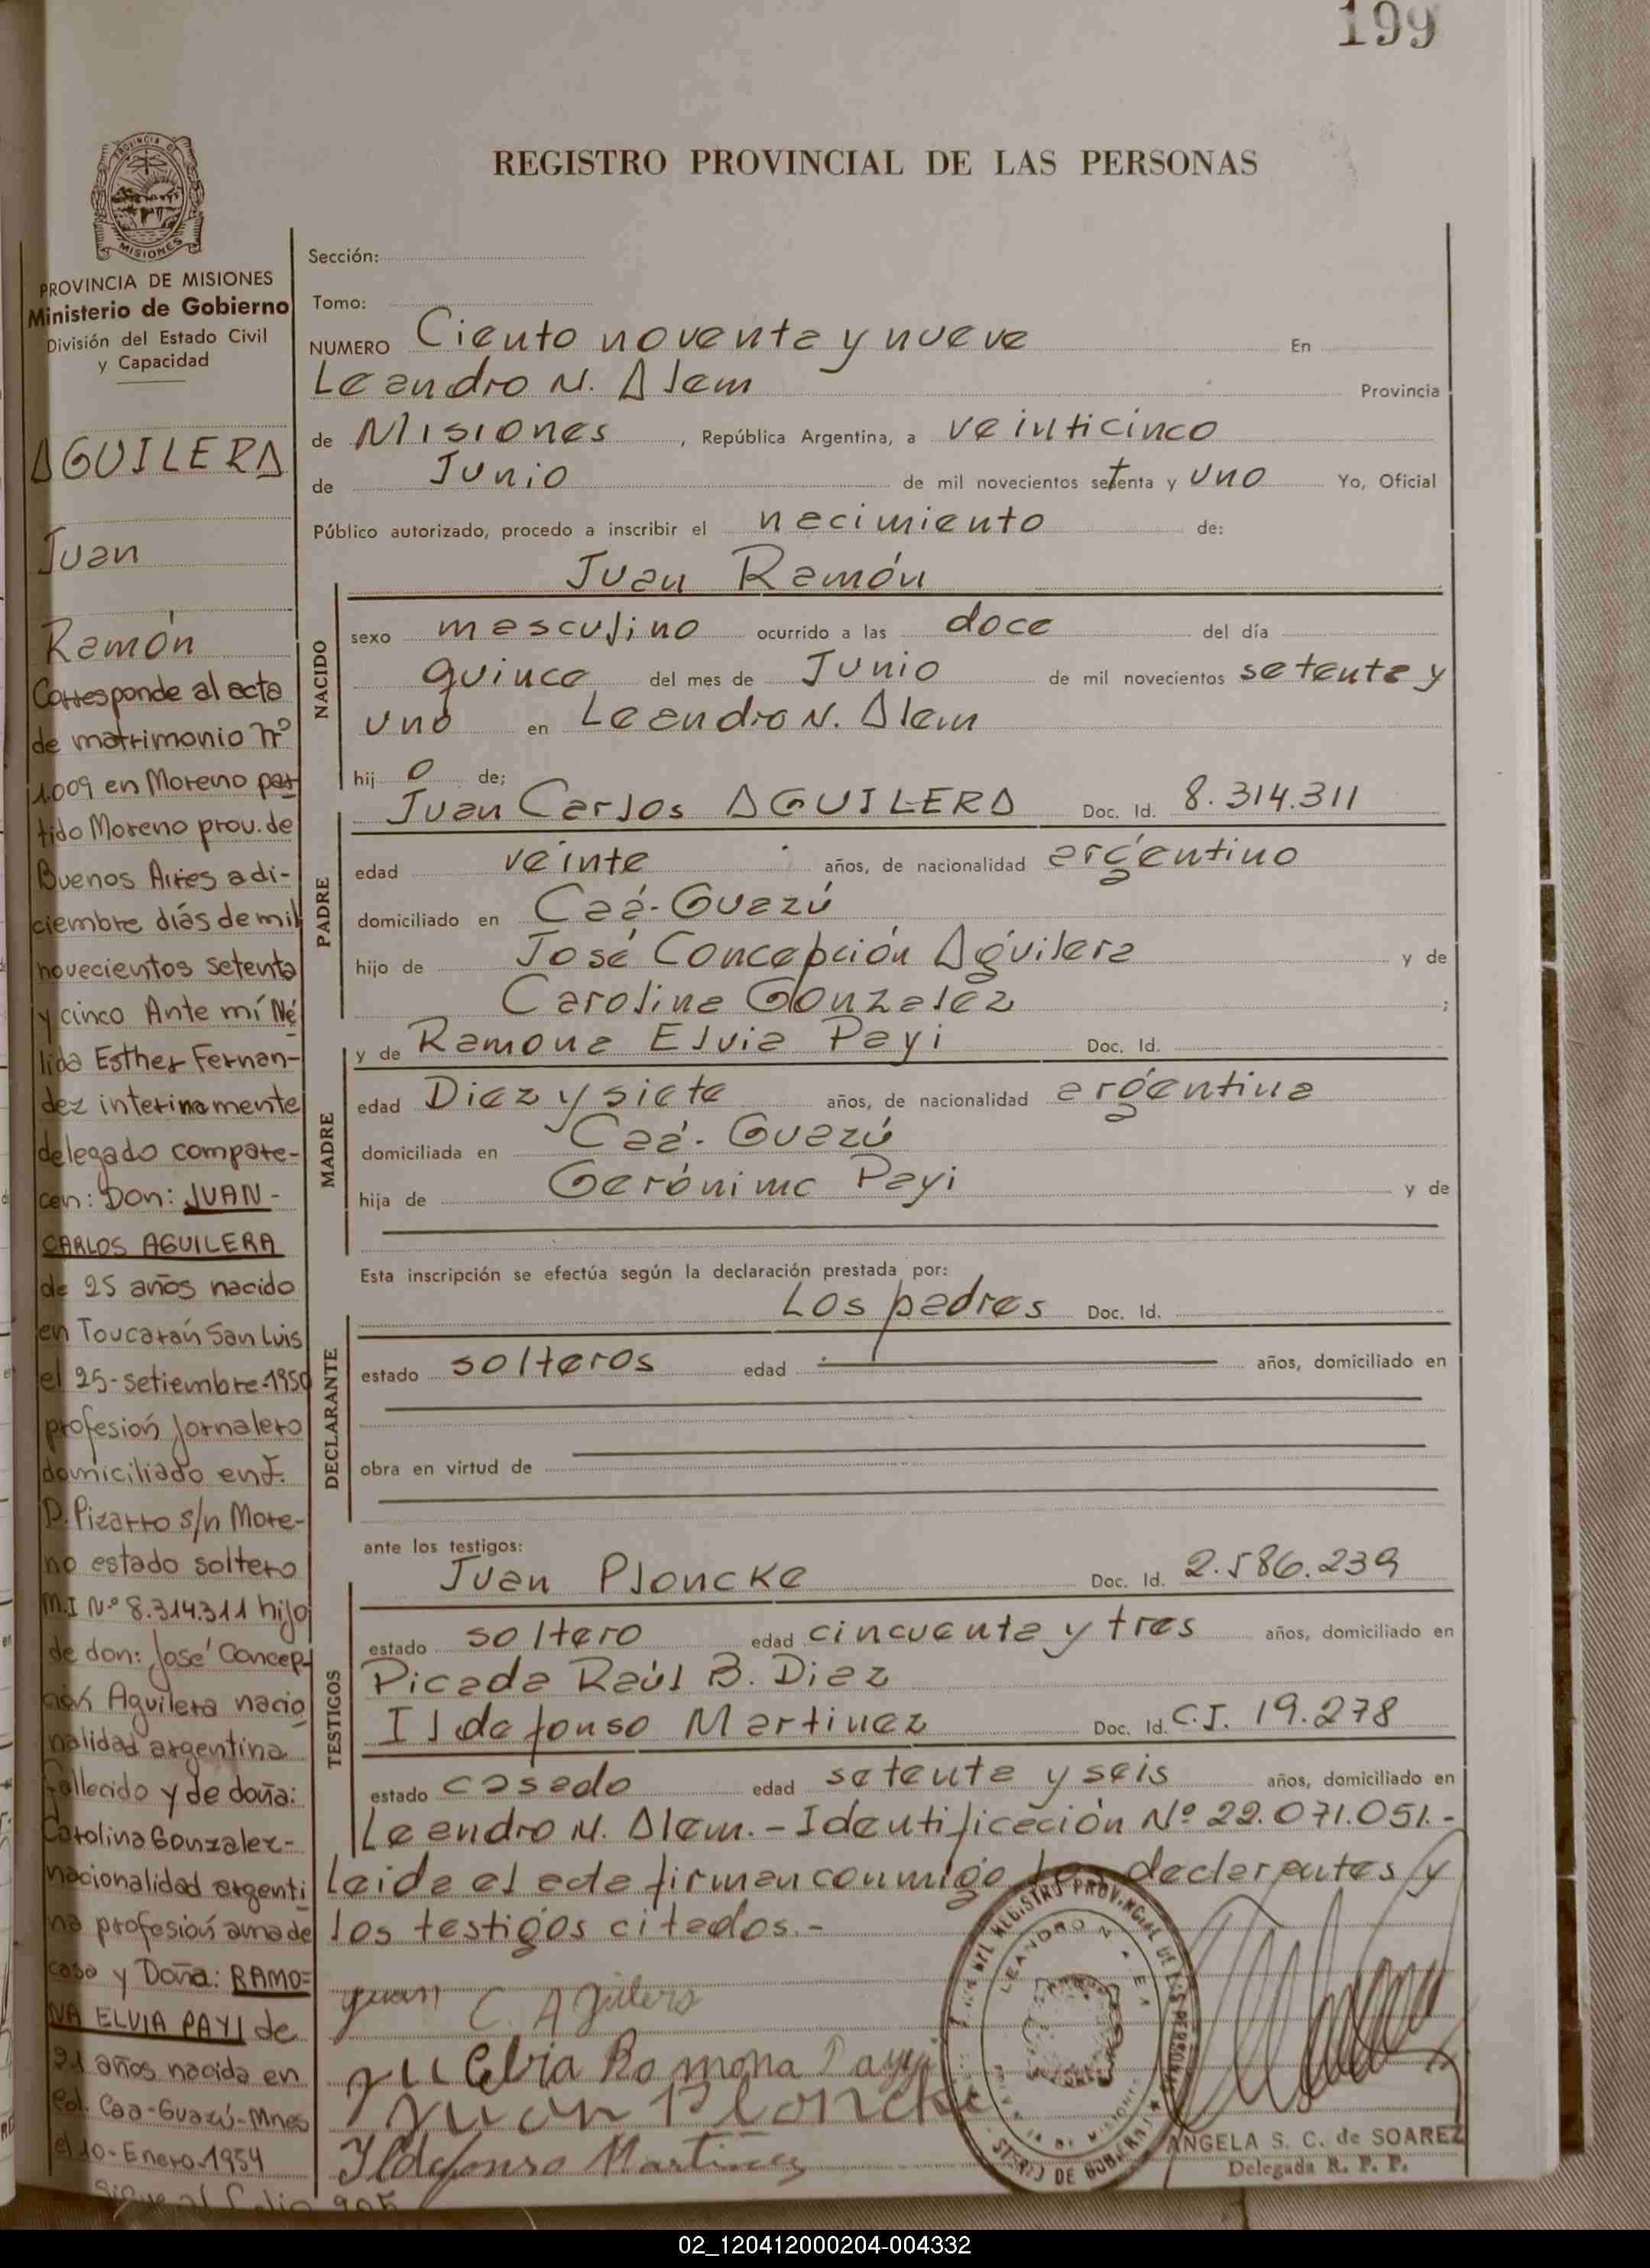 199
REGISTRO PROVINCIAL DE LAS PERSONAS
PROVINCIA DE MISIONES
Ministerio de Gobierno
División del Estado Civil
y Capacidad
AGUILERA
Juan
Ramón
Corresponde al acta
de matrimonio nº
1.009 en Moreno par
tido Moreno prov. de
Buenos Aires a di-
ciembre diás de mil
novecientos setenta
y cinco Ante mí Né
lida Esther Fernan-
dez interinamente
delegado compare-
cen: Don: JUAN -
CARLOS AGUILERA
de 25 años nacido
en Toucarán San Luis
el 25-setiembre-1950
profesión Jornalero
domiciliado en F.
D. Pizarro s/n More-
no estado soltero
M.I Nº 8.314.311 hijo
de don: José Concep
ción Aguilera nacio
nalidad argentina
fallecido y de doña:
Carolina Gonzalez-
nacionalidad argenti
na profesión ama de
casa y Doña: RAMO=
NA ELVIA PAYI de
21 años nacida en
Col. Caa-Guazú-Mnes
el 10-Enero-1954
Sigue al folio 205
Sección:
Tomo:
NUMERO Ciento noventa y nueve En
Leandro N. Alem Provincia
de Misiones, República Argentina, a veinticinco
de Junio de mil novecientos setenta y uno Yo, Oficial
Público autorizado, procedo a inscribir el nacimiento de:
Juan Ramón
NACIDO
sexo masculino ocurrido a las doce del día
quince del mes de Junio de mil novecientos setenta y
uno en Leandro N. Alem
hij o de;
Juan Carlos AGUILERA Doc. Id. 8.314.311
PADRE
edad veinte años, de nacionalidad argentino
domiciliado en Caá-Guazú
hijo de José Concepción Aguilera y de
Carolina Gonzalez ;
y de Ramona Elvia Payi Doc. Id.
MADRE
edad Diez y siete años, de nacionalidad argentina
domiciliada en Caá-Guazú
hija de Gerónimo Payi y de
Esta inscripción se efectúa según la declaración prestada por:
Los padres Doc. Id.
DECLARANTE
estado solteros edad años, domiciliado en
obra en virtud de
ante los testigos:
Juan Ploncke Doc. Id. 2.586.239
TESTIGOS
estado soltero edad cincuenta y tres años, domiciliado en
Picada Raúl B. Diaz
Ildefonso Martinez Doc. Id. C.I. 19.278
estado casado edad setenta y seis años, domiciliado en
Leandro N. Alem.- Identificación Nº 22.071.051.-
Leida el acta firman conmigo los declarantes y
los testigos citados.-
Juan C. Aguilera
Elvia Ramona Payi
Juan Ploncke
Ildefonso Martinez
ANGELA S. C. de SOAREZ
Delegada R. P. P.
02_120412000204-004332